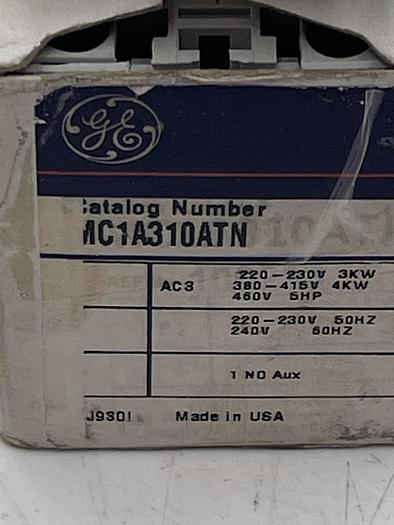 GE
Catalog Number
MC1A310ATN
AC3
220-230V 3KW
380-415V 4KW
460V 5HP
220-230V 50HZ
240V 60HZ
1 NO Aux
J9301
Made in USA